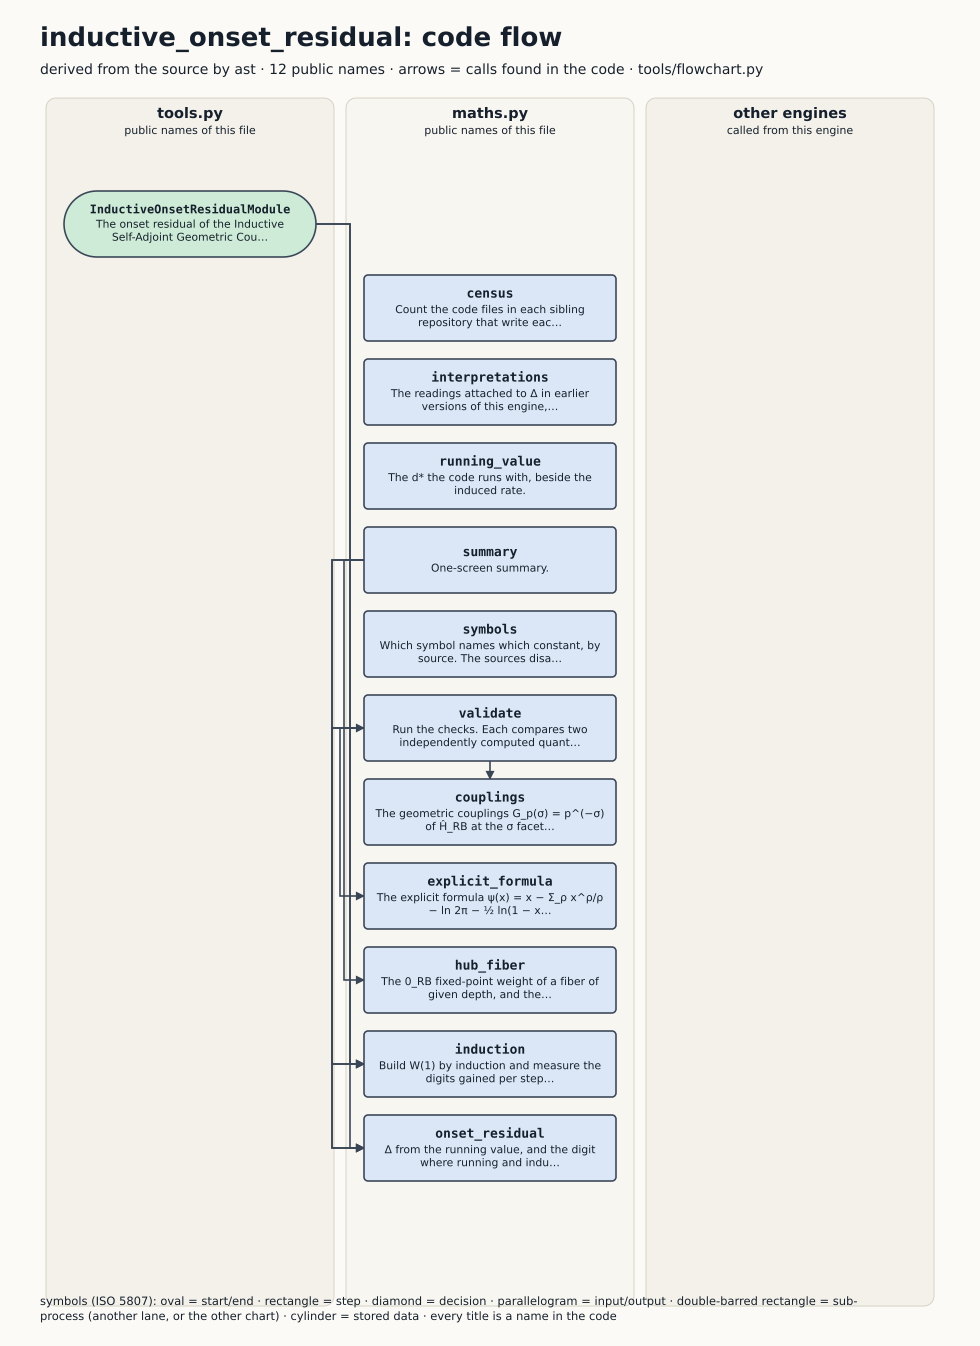 inductive_onset_residual: code flow
derived from the source by ast · 12 public names · arrows = calls found in the code · tools/flowchart.py
tools.py
public names of this file
maths.py
public names of this file
other engines
called from this engine
InductiveOnsetResidualModule
The onset residual of the Inductive
Self-Adjoint Geometric Cou…
census
Count the code files in each sibling
repository that write eac…
interpretations
The readings attached to Δ in earlier
versions of this engine,…
running_value
The d* the code runs with, beside the
induced rate.
summary
One-screen summary.
symbols
Which symbol names which constant, by
source. The sources disa…
validate
Run the checks. Each compares two
independently computed quant…
couplings
The geometric couplings G_p(σ) = p^(−σ)
of Ĥ_RB at the σ facet…
explicit_formula
The explicit formula ψ(x) = x − Σ_ρ x^ρ/ρ
− ln 2π − ½ ln(1 − x…
hub_fiber
The 0_RB fixed-point weight of a fiber of
given depth, and the…
induction
Build W(1) by induction and measure the
digits gained per step…
onset_residual
Δ from the running value, and the digit
where running and indu…
symbols (ISO 5807): oval = start/end · rectangle = step · diamond = decision · parallelogram = input/output · double-barred rectangle = sub-
process (another lane, or the other chart) · cylinder = stored data · every title is a name in the code